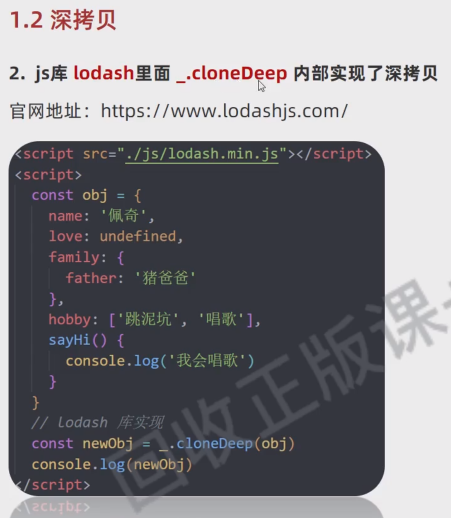 1.2 深拷贝
2. js库 lodash里面 _.cloneDeep 内部实现了深拷贝
官网地址：https://www.lodashjs.com/
<script src="./js/lodash.min.js"></script>
<script>
const obj = {
name: '佩奇',
love: undefined,
family: {
father: '猪爸爸'
},
hobby: ['跳泥坑', '唱歌'],
sayHi() {
console.log('我会唱歌')
}
}
// Lodash 库实现
const newObj = _.cloneDeep(obj)
console.log(newObj)
</script>
回收正版课